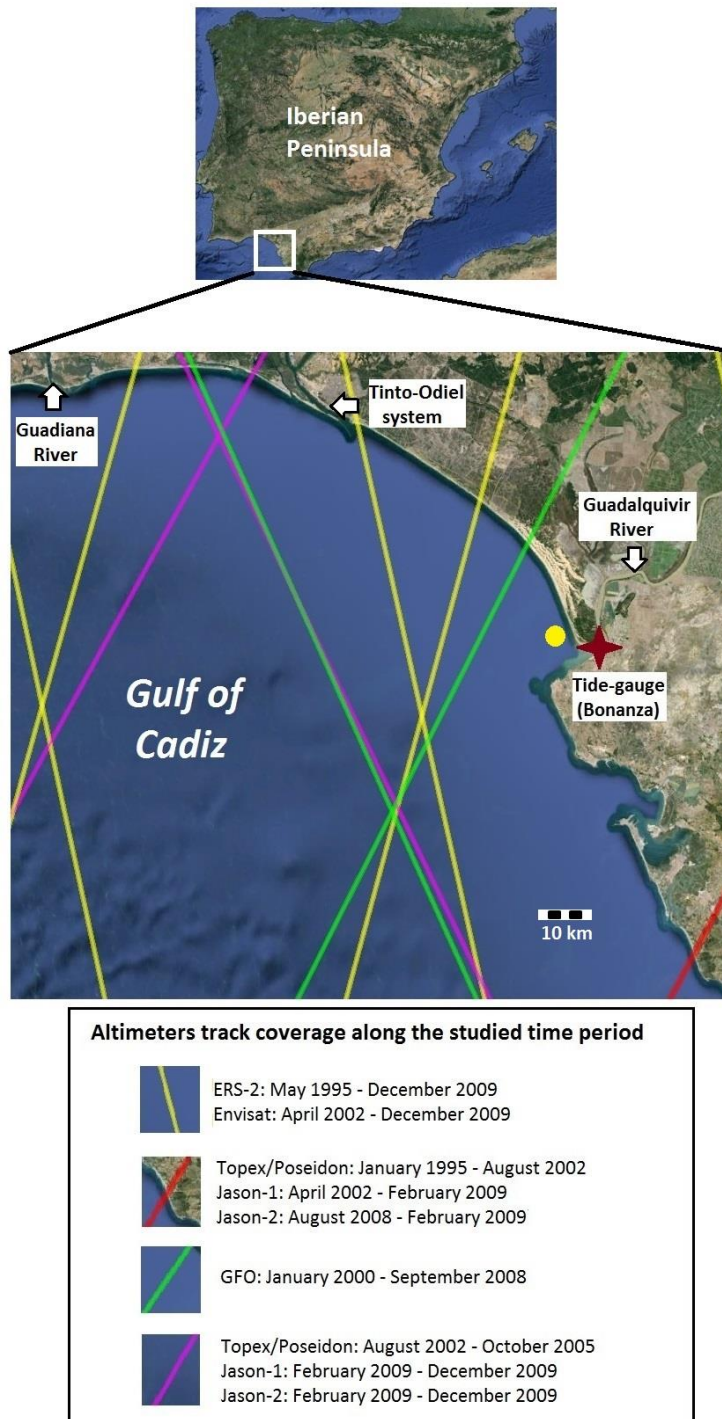 Iberian
Peninsula
Guadiana
River
Tinto-Odiel
system
Guadalquivir
River
Tide-gauge
(Bonanza)
Gulf of
Cadiz
10 km
Altimeters track coverage along the studied time period
ERS-2: May 1995 - December 2009
Envisat: April 2002 - December 2009
Topex/Poseidon: January 1995 - August 2002
Jason-1: April 2002 - February 2009
Jason-2: August 2008 - February 2009
GFO: January 2000 - September 2008
Topex/Poseidon: August 2002 - October 2005
Jason-1: February 2009 - December 2009
Jason-2: February 2009 - December 2009